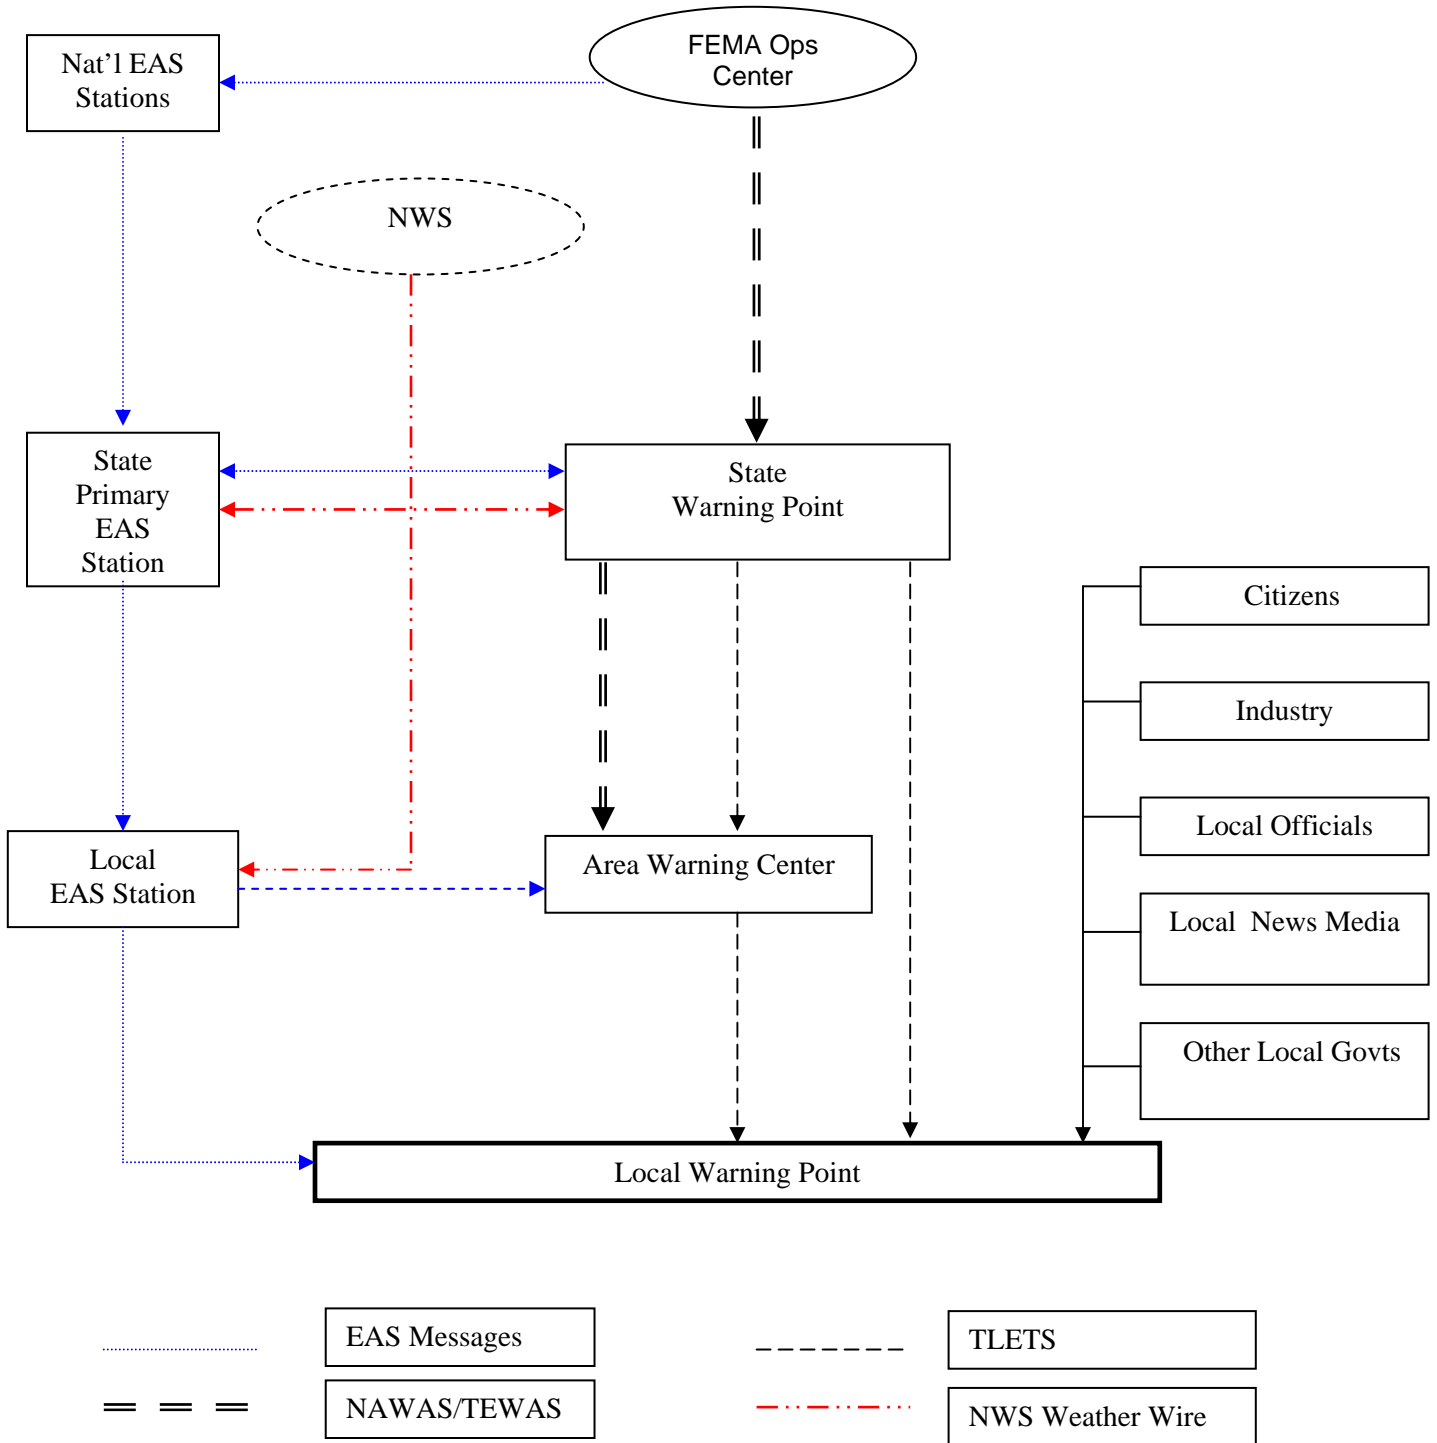 FEMA Ops
Center
Nat’l EAS
Stations
NWS
State
Primary
EAS
Station
State
Warning Point
Citizens
Industry
Local Officials
Local News Media
Other Local Govts
Local
EAS Station
Area Warning Center
Local Warning Point
EAS Messages
TLETS
NAWAS/TEWAS
NWS Weather Wire